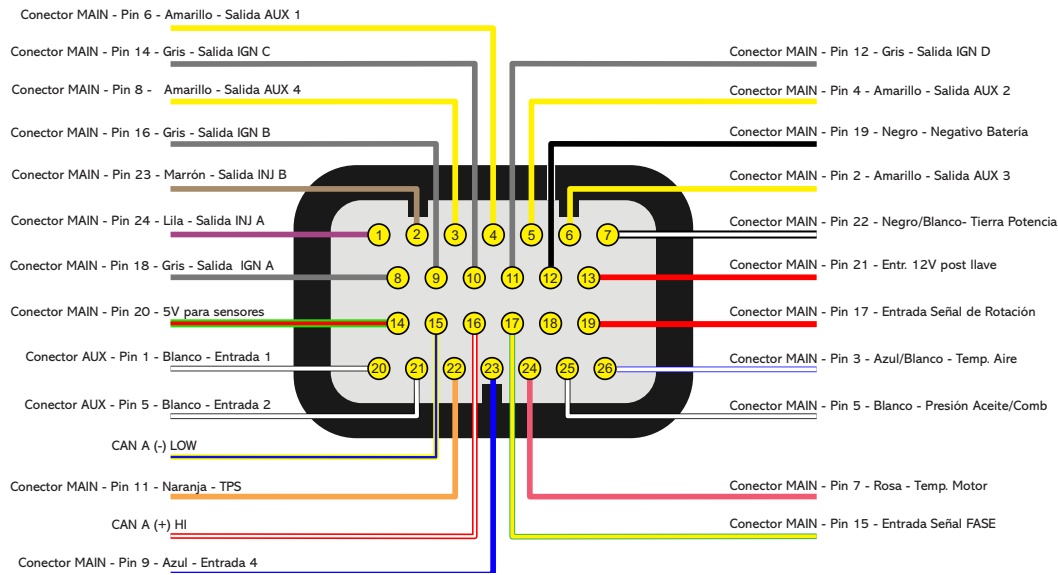 Conector MAIN - Pin 6 - Amarillo - Salida AUX 1
Conector MAIN - Pin 14 - Gris - Salida IGN C
Conector MAIN - Pin 8 - Amarillo - Salida AUX 4
Conector MAIN - Pin 16 - Gris - Salida IGN B
Conector MAIN - Pin 23 - Marrón - Salida INJ B
Conector MAIN - Pin 24 - Lila - Salida INJ A
Conector MAIN - Pin 18 - Gris - Salida IGN A
Conector MAIN - Pin 20 - 5V para sensores
Conector AUX - Pin 1 - Blanco - Entrada 1
Conector AUX - Pin 5 - Blanco - Entrada 2
CAN A (-) LOW
Conector MAIN - Pin 11 - Naranja - TPS
CAN A (+) HI
Conector MAIN - Pin 9 - Azul - Entrada 4
Conector MAIN - Pin 12 - Gris - Salida IGN D
Conector MAIN - Pin 4 - Amarillo - Salida AUX 2
Conector MAIN - Pin 19 - Negro - Negativo Batería
Conector MAIN - Pin 2 - Amarillo - Salida AUX 3
Conector MAIN - Pin 22 - Negro/Blanco- Tierra Potencia
Conector MAIN - Pin 21 - Entr. 12V post llave
Conector MAIN - Pin 17 - Entrada Señal de Rotación
Conector MAIN - Pin 3 - Azul/Blanco - Temp. Aire
Conector MAIN - Pin 5 - Blanco - Presión Aceite/Comb
Conector MAIN - Pin 7 - Rosa - Temp. Motor
Conector MAIN - Pin 15 - Entrada Señal FASE
1 2 3 4 5 6 7
8 9 10 11 12 13
14 15 16 17 18 19
20 21 22 23 24 25 26